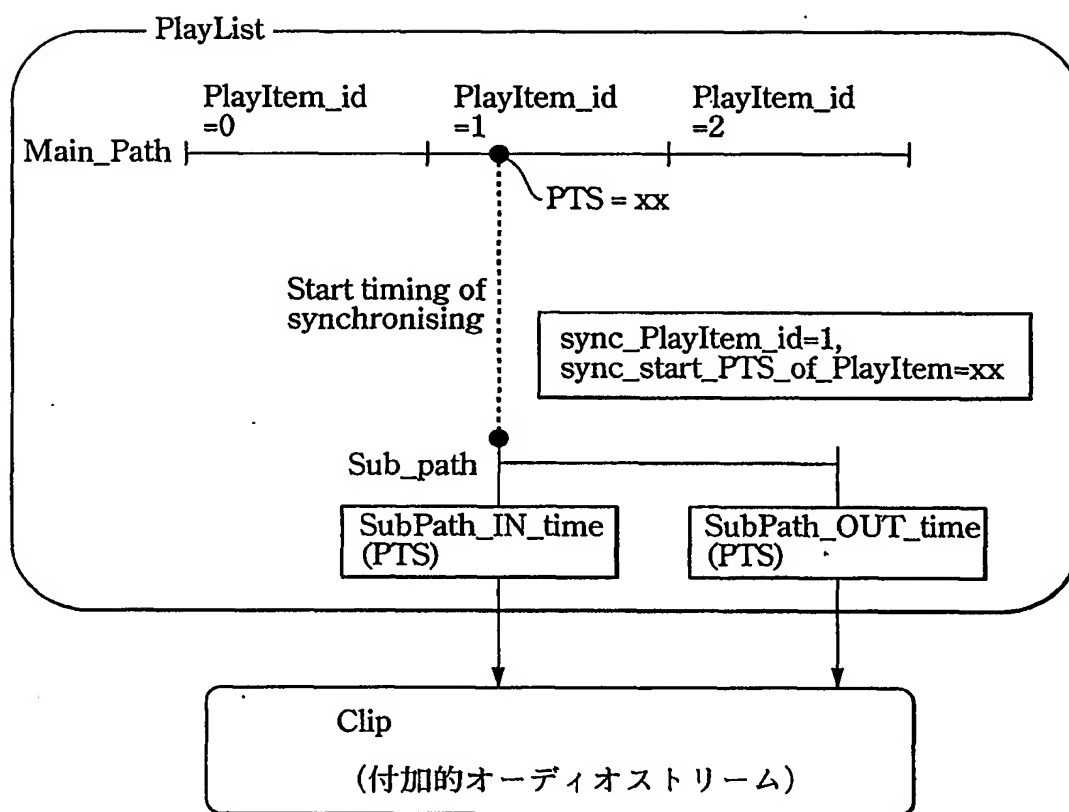 PlayList
PlayItem_id
=0
PlayItem_id
=1
PlayItem_id
=2
Main_Path
PTS = xx
Start timing of
synchronising
sync_PlayItem_id=1,
sync_start_PTS_of_PlayItem=xx
Sub_path
SubPath_IN_time
(PTS)
SubPath_OUT_time
(PTS)
Clip
(付加的オーディオストリーム)